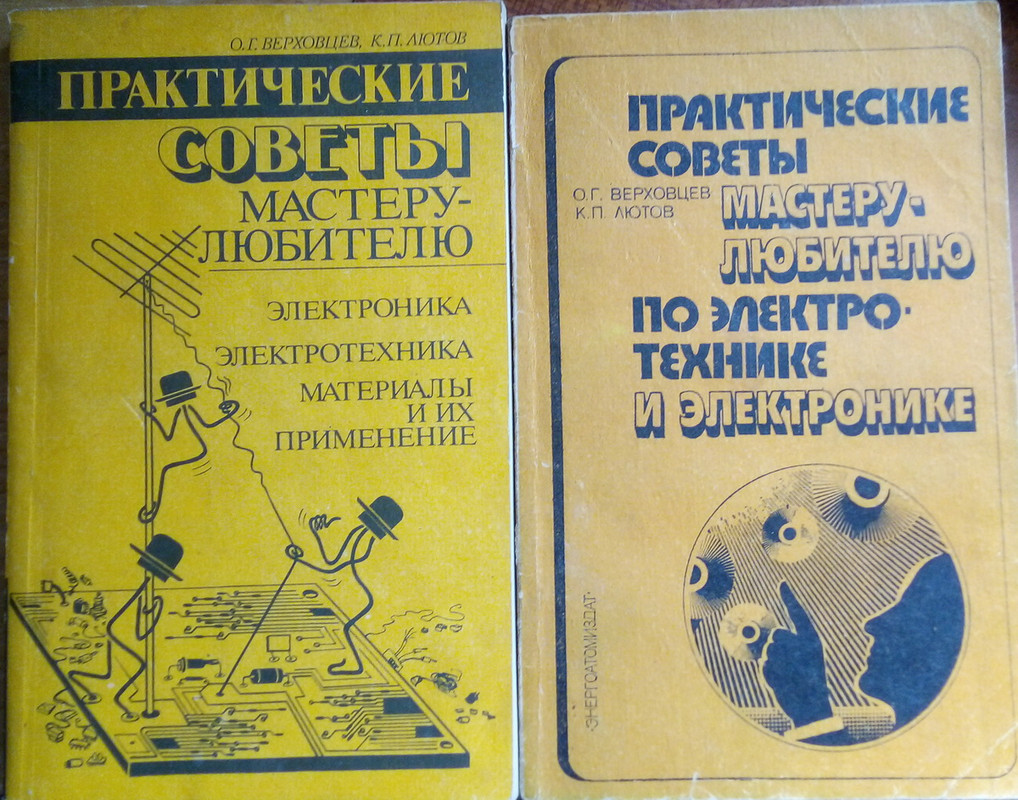 О.Г. ВЕРХОВЦЕВ, К.П. ЛЮТОВ
ПРАКТИЧЕСКИЕ
СОВЕТЫ
МАСТЕРУ-
ЛЮБИТЕЛЮ
ЭЛЕКТРОНИКА
ЭЛЕКТРОТЕХНИКА
МАТЕРИАЛЫ
И ИХ
ПРИМЕНЕНИЕ
ПРАКТИЧЕСКИЕ
СОВЕТЫ
О.Г. ВЕРХОВЦЕВ
К.П. ЛЮТОВ
МАСТЕРУ-
ЛЮБИТЕЛЮ
ПО ЭЛЕКТРО-
ТЕХНИКЕ
И ЭЛЕКТРОНИКЕ
·ЭНЕРГОАТОМИЗДАТ·